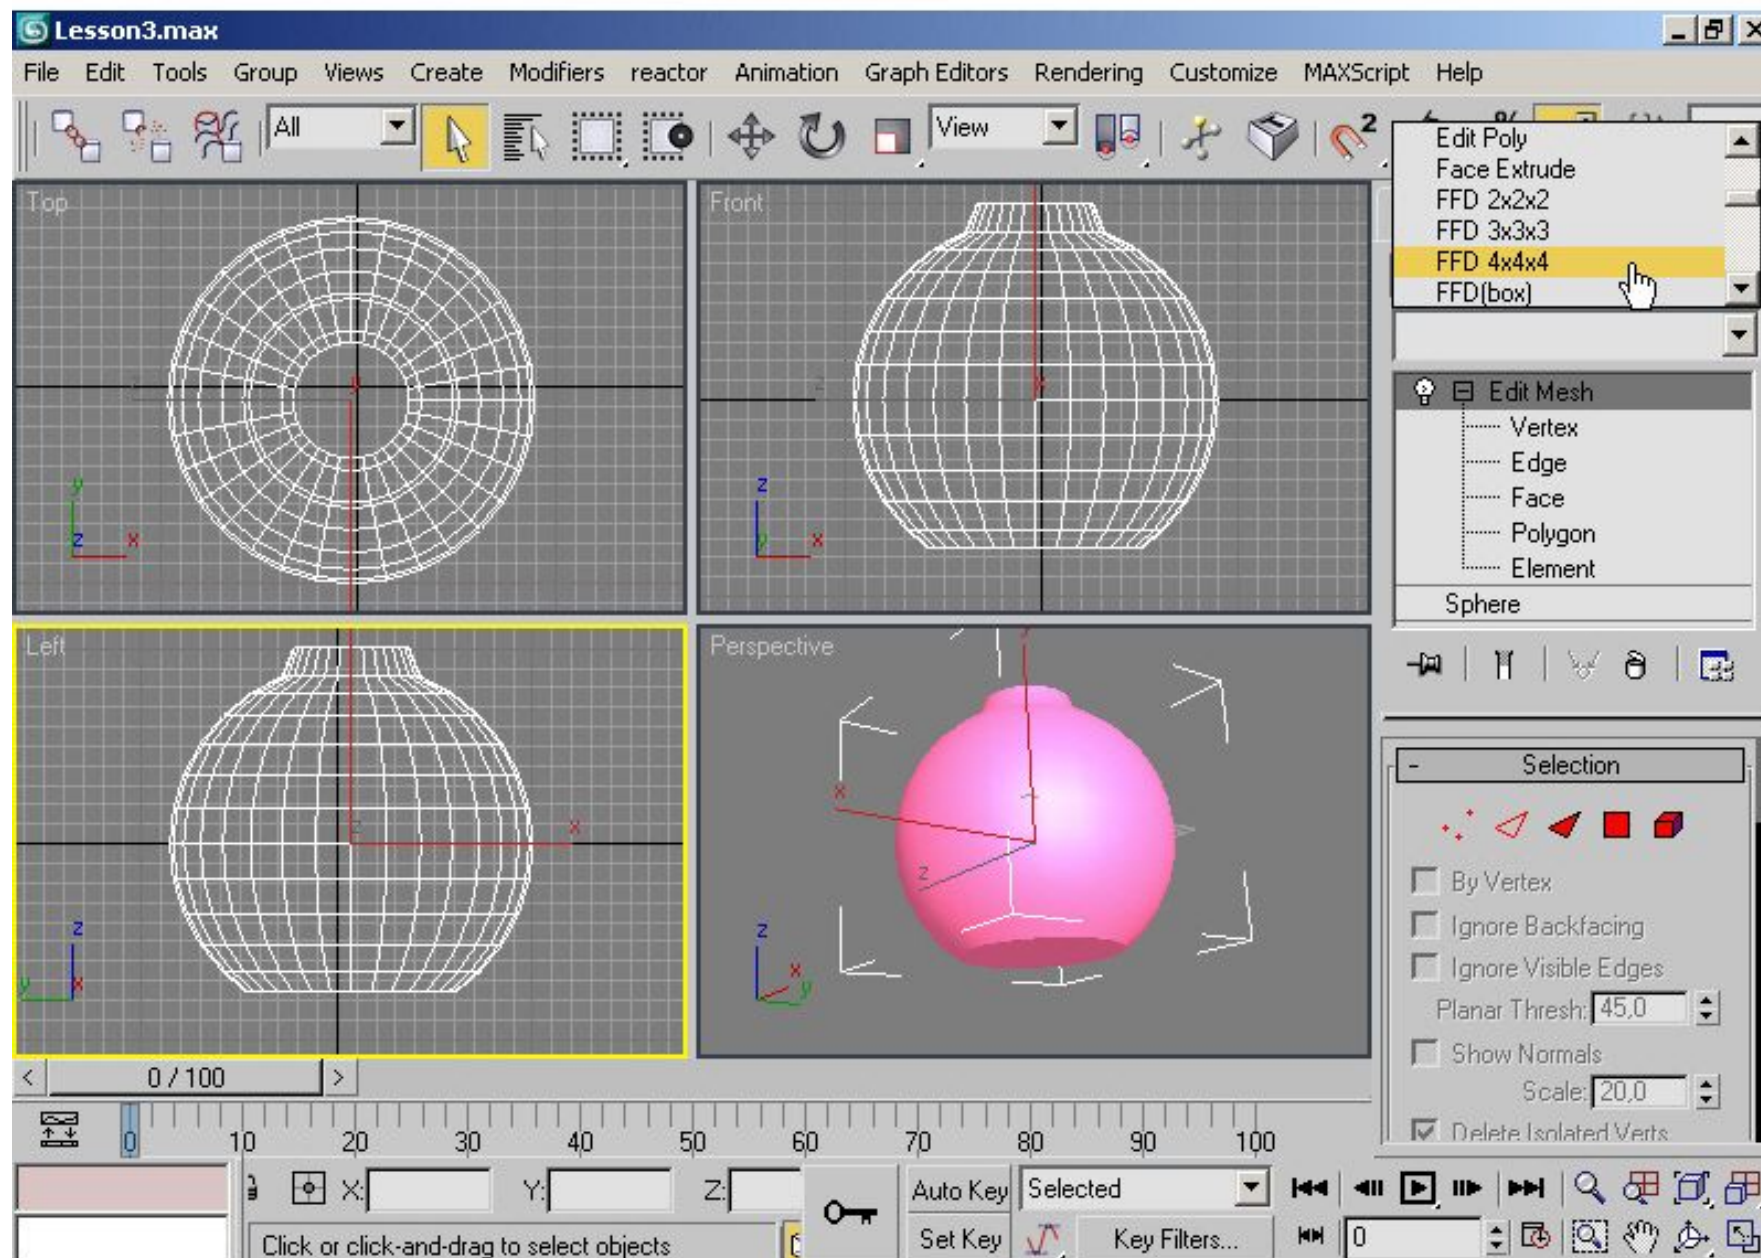 Lesson3.max
File Edit Tools Group Views Create Modifiers reactor Animation Graph Editors Rendering Customize MAXScript Help
All
View
2
%
Edit Poly
Face Extrude
FFD 2x2x2
FFD 3x3x3
FFD 4x4x4
FFD(box)
Top
y
y
z x
Front
z
x
z
y x
Edit Mesh
Vertex
Edge
Face
Polygon
Element
Sphere
Left
z
x
z
y x
Perspective
y
x
z
z
x
y
- Selection
By Vertex
Ignore Backfacing
Ignore Visible Edges
Planar Thresh: 45,0
Show Normals
Scale: 20,0
Delete Isolated Verts
< 0 / 100 >
0 10 20 30 40 50 60 70 80 90 100
X: Y: Z:
Auto Key Selected
Click or click-and-drag to select objects
Set Key Key Filters... 0